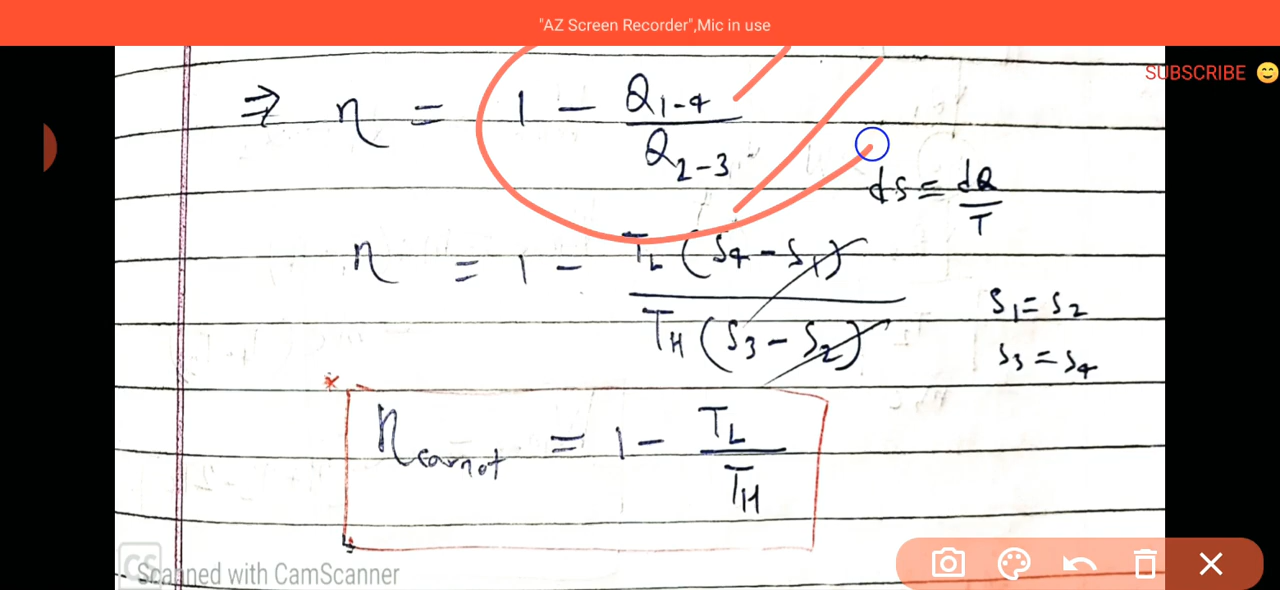 "AZ Screen Recorder",Mic in use
SUBSCRIBE 😊
⇒ η = 1 - Q1-4 / Q2-3
ds = dQ / T
η = 1 - TL (S4 - S1) / TH (S3 - S2)
S1 = S2
S3 = S4
* ηcarnot = 1 - TL / TH
CS Scanned with CamScanner